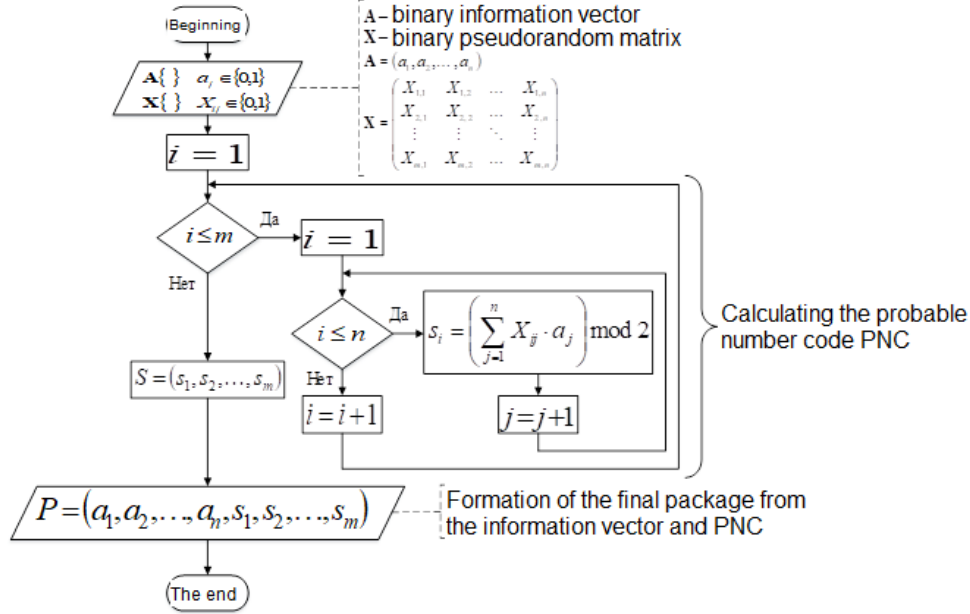 Beginning
A{ } a_j ∈{0,1}
X{ } X_ij ∈{0,1}
A – binary information vector
X – binary pseudorandom matrix
A = (a_1, a_2, ..., a_n)
X = (X_1,1 X_1,2 ... X_1,n
X_2,1 X_2,2 ... X_2,n
⋮ ⋮ ⋱ ⋮
X_m,1 X_m,2 ... X_m,n)
i = 1
i ≤ m
Да
Нет
i = 1
i ≤ n
Да
Нет
s_i = (∑_{j=1}^{n} X_ij · a_j) mod 2
j=j+1
i=i+1
Calculating the probable
number code PNC
S=(s_1,s_2,...,s_m)
P=(a_1,a_2,...,a_n,s_1,s_2,...,s_m)
Formation of the final package from
the information vector and PNC
The end